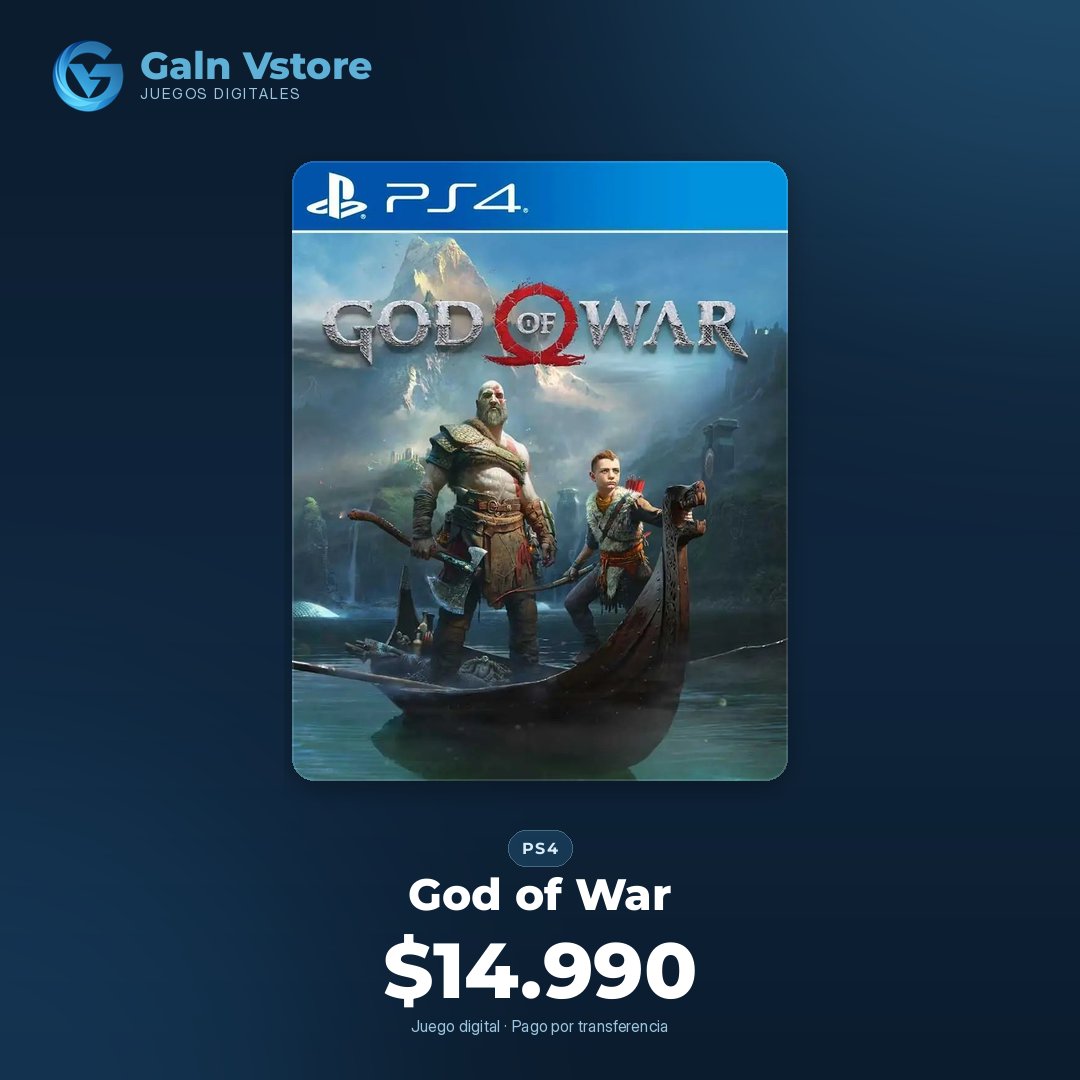 Galn Vstore
JUEGOS DIGITALES
PS4
GOD OF WAR
PS4
God of War
$14.990
Juego digital · Pago por transferencia